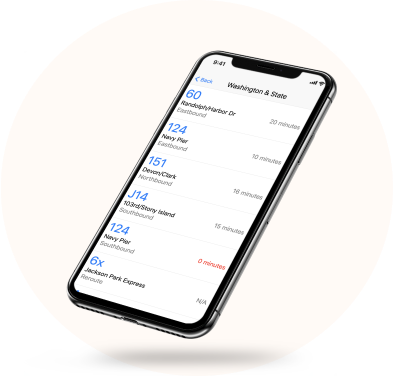 9:41
Back
Washington & State
60
Randolph/Harbor Dr
Eastbound
20 minutes
124
Navy Pier
Eastbound
10 minutes
151
Devon/Clark
Northbound
16 minutes
J14
103rd/Stony Island
Southbound
15 minutes
124
Navy Pier
Southbound
0 minutes
6x
Jackson Park Express
Reroute
N/A